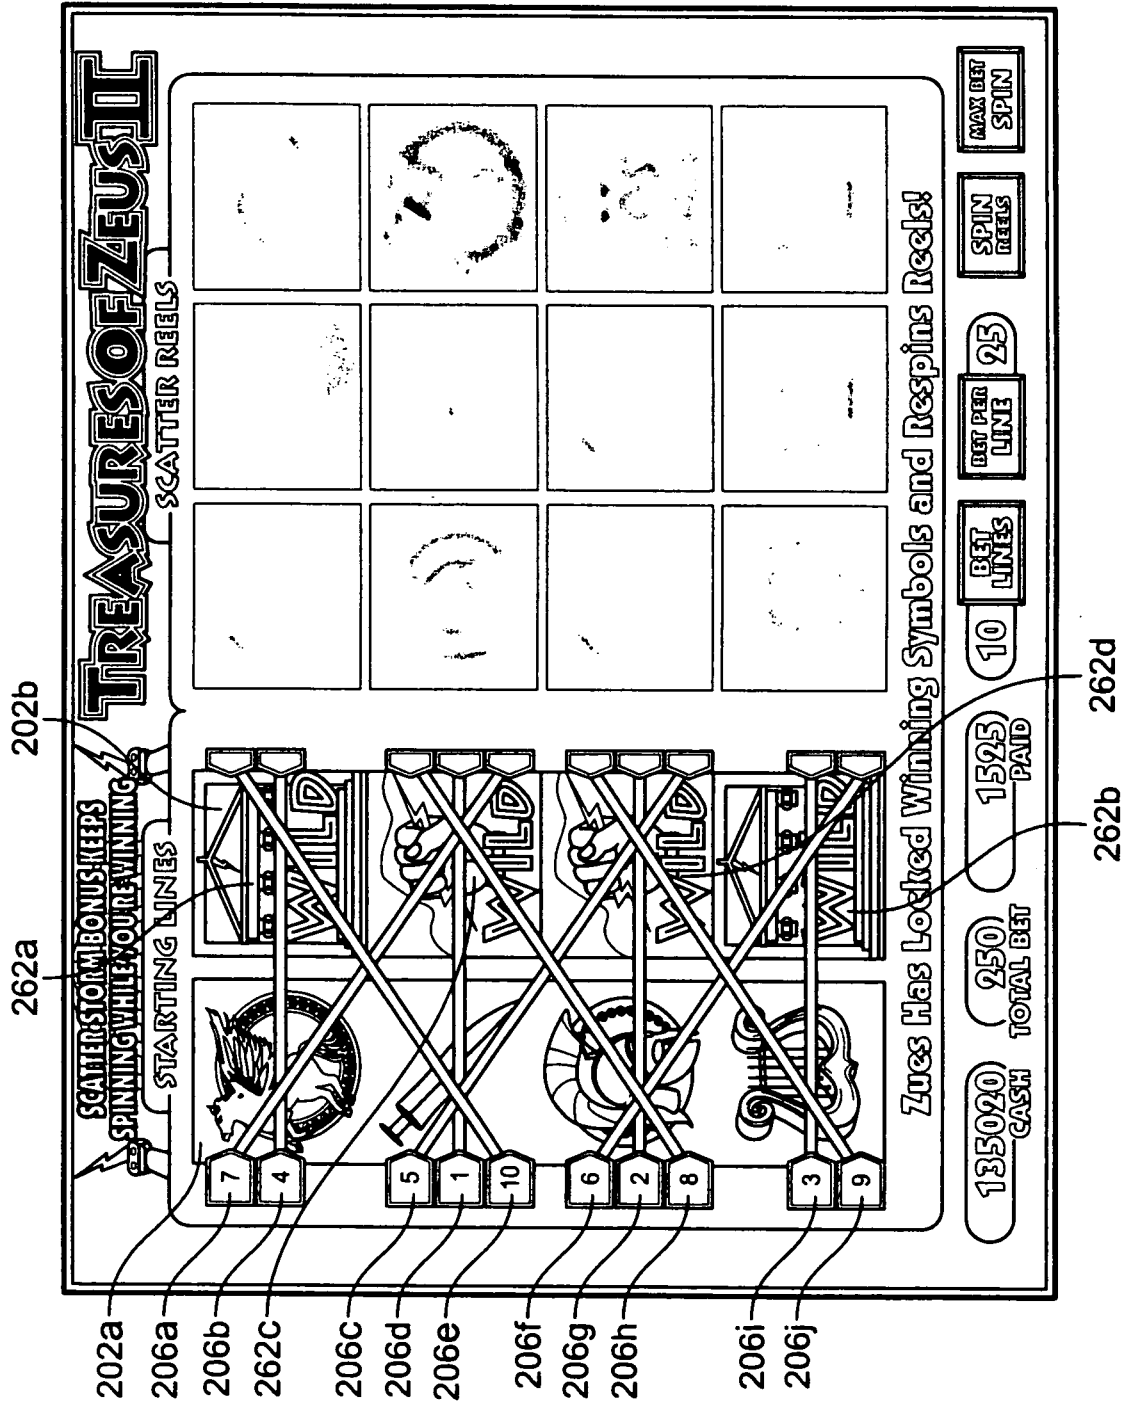 TREASURES OF ZEUS II
SCATTER STORM BONUS KEEPS
SPINNING WHILE YOU'RE WINNING
STARTING LINES
SCATTER REELS
262a
202b
202a
206a
206b
262c
206c
206d
206e
206f
206g
206h
206i
206j
262b
262d
7
4
5
1
10
6
2
8
3
9
WILD
WILD
WILD
WILD
Zues Has Locked Winning Symbols and Respins Reels!
135020
CASH
250
TOTAL BET
1525
PAID
10
BET
LINES
BET PER
LINE
25
SPIN
REELS
MAX BET
SPIN